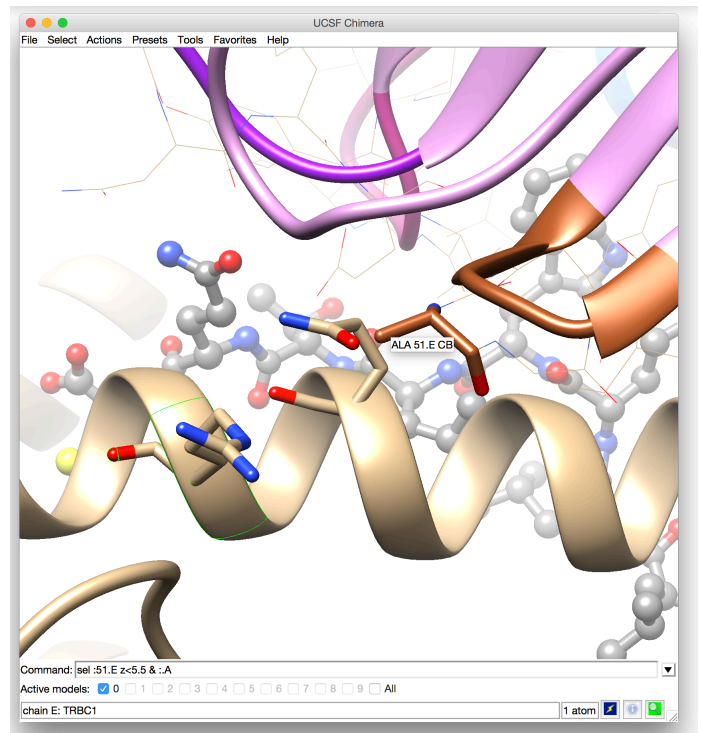 UCSF Chimera
File Select Actions Presets Tools Favorites Help
ALA 51.E CB
Command: sel :51.E z<5.5 & :.A
Active models: 0 1 2 3 4 5 6 7 8 9 All
chain E: TRBC1 1 atom